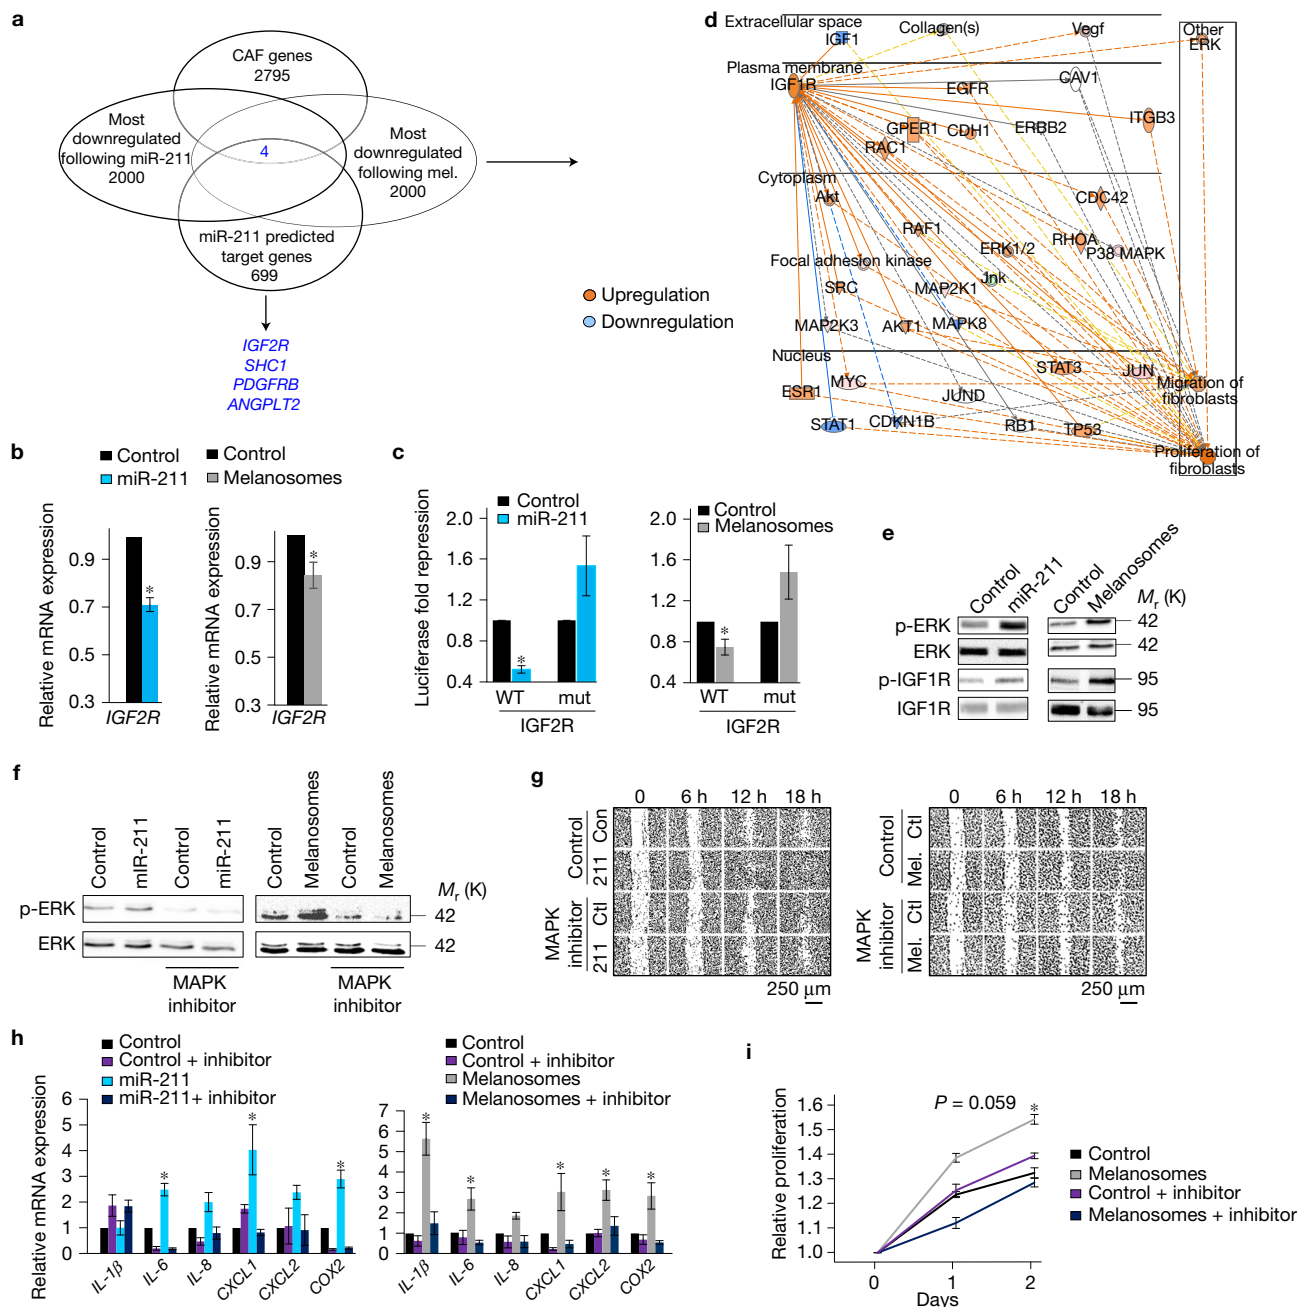 a
CAF genes
2795
Most
downregulated
following miR-211
2000
4
Most
downregulated
following mel.
2000
miR-211 predicted
target genes
699
IGF2R
SHC1
PDGFRB
ANGPLT2
Upregulation
Downregulation
d
Extracellular space
IGF1
Collagen(s)
Vegf
Other
ERK
Plasma membrane
IGF1R
EGFR
CAV1
GPER1
CDH1
ERBB2
ITGB3
RAC1
Cytoplasm
Akt
CDC42
RAF1
ERK1/2
RHOA
P38 MAPK
Focal adhesion kinase
Jnk
SRC
MAP2K1
MAP2K3
AKT1
MAPK8
Nucleus
STAT3
JUN
MYC
ESR1
JUND
Migration of
fibroblasts
STAT1
CDKN1B
RB1
TP53
Proliferation of
fibroblasts
b
Control
miR-211
Relative mRNA expression
0.9
0.7
0.5
0.3
*
IGF2R
Control
Melanosomes
Relative mRNA expression
0.9
0.7
0.5
0.3
*
IGF2R
c
Control
miR-211
Luciferase fold repression
2.0
1.6
1.2
0.8
0.4
*
WT
mut
IGF2R
Control
Melanosomes
2.0
1.6
1.2
0.8
0.4
*
WT
mut
IGF2R
e
Control
miR-211
Control
Melanosomes
Mr (K)
p-ERK
42
ERK
42
p-IGF1R
95
IGF1R
95
f
Control
miR-211
Control
miR-211
Control
Melanosomes
Control
Melanosomes
Mr (K)
p-ERK
42
ERK
42
MAPK
inhibitor
MAPK
inhibitor
g
0 6 h 12 h 18 h
Control
Con
211
MAPK
inhibitor
Ctl
211
250 µm
0 6 h 12 h 18 h
Control
Ctl
Mel.
MAPK
inhibitor
Ctl
Mel.
250 µm
h
Control
Control + inhibitor
miR-211
miR-211+ inhibitor
Relative mRNA expression
6
5
4
3
2
1
0
* * *
IL-1β IL-6 IL-8 CXCL1 CXCL2 COX2
Control
Control + inhibitor
Melanosomes
Melanosomes + inhibitor
7
6
5
4
3
2
1
0
* * * * *
IL-1β IL-6 IL-8 CXCL1 CXCL2 COX2
i
Relative proliferation
1.6
1.5
1.4
1.3
1.2
1.1
1.0
P = 0.059
*
0 1 2
Days
Control
Melanosomes
Control + inhibitor
Melanosomes + inhibitor